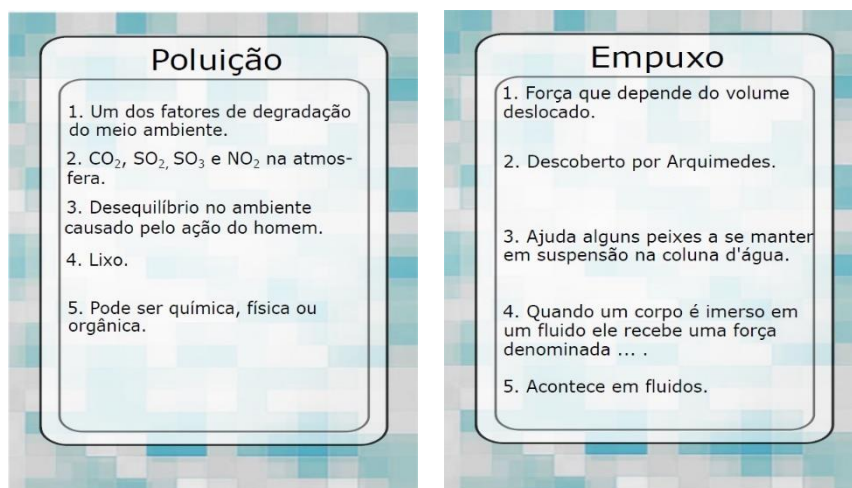 Poluição
1. Um dos fatores de degradação
do meio ambiente.
2. CO₂, SO₂, SO₃ e NO₂ na atmos-
fera.
3. Desequilíbrio no ambiente
causado pelo ação do homem.
4. Lixo.
5. Pode ser química, física ou
orgânica.
Empuxo
1. Força que depende do volume
deslocado.
2. Descoberto por Arquimedes.
3. Ajuda alguns peixes a se manter
em suspensão na coluna d'água.
4. Quando um corpo é imerso em
um fluido ele recebe uma força
denominada ... .
5. Acontece em fluidos.